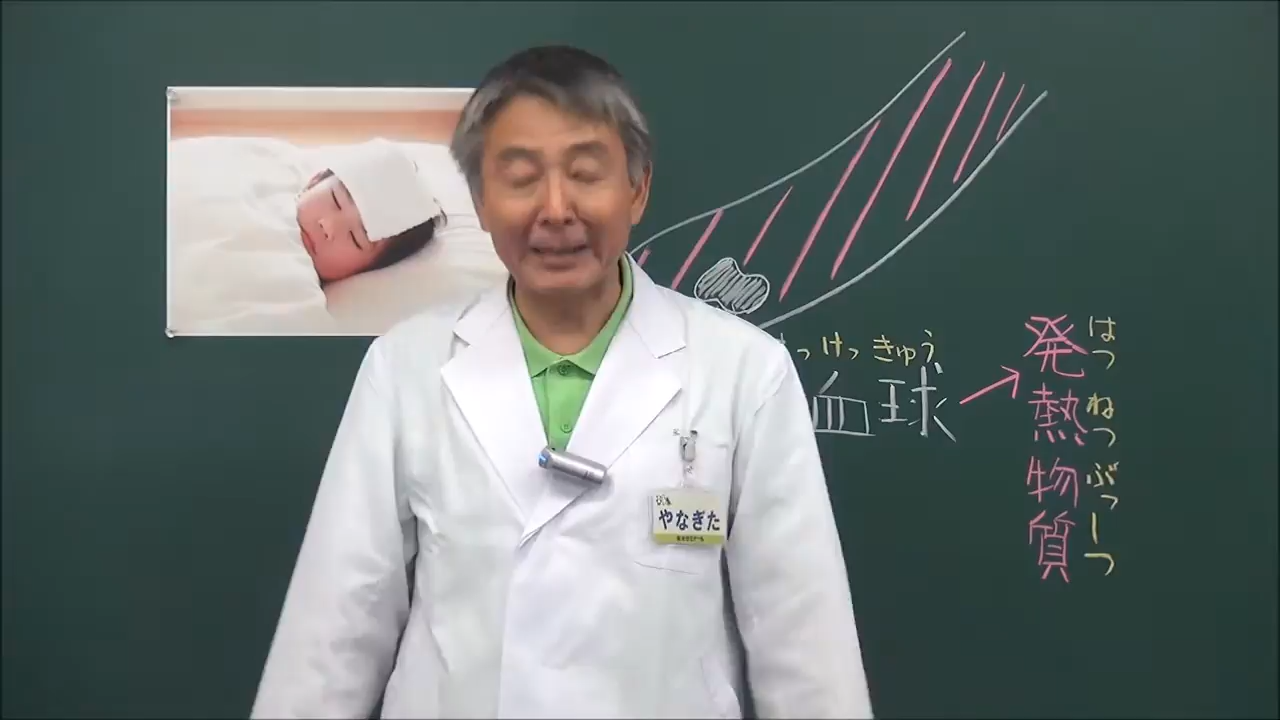 っけっきゅう
血球
発熱物質
はつねつぶっしつ
やなぎた